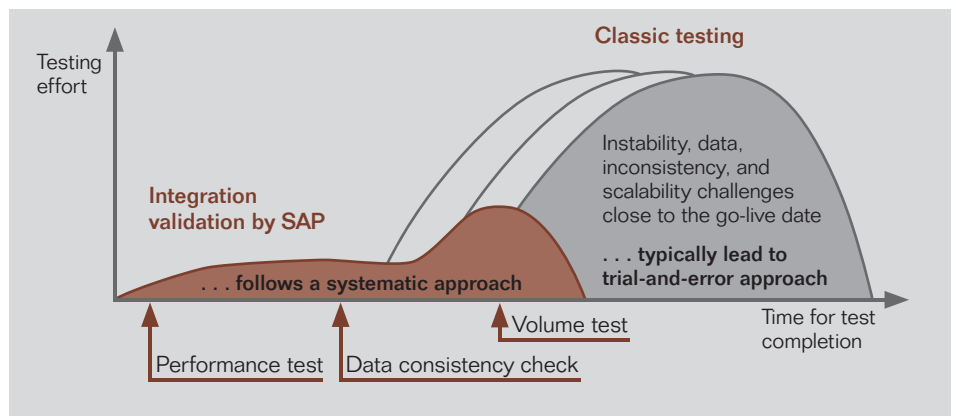 Classic testing
Testing
effort
Instability, data,
inconsistency, and
scalability challenges
close to the go-live date
. . . typically lead to
trial-and-error approach
Integration
validation by SAP
. . . follows a systematic approach
Time for test
completion
Volume test
Performance test
Data consistency check